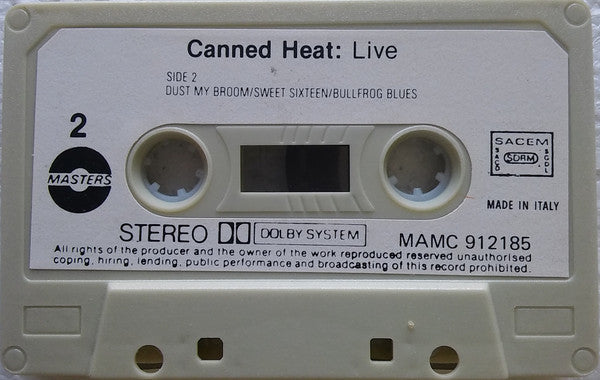 Canned Heat: Live
SIDE 2
DUST MY BROOM/SWEET SIXTEEN/BULLFROG BLUES
2
MASTERS
SACEM
SACD SDRM SGDL
MADE IN ITALY
STEREO DOLBY SYSTEM
MAMC 912185
All rights of the producer and the owner of the work reproduced reserved unauthorised
coping, hiring, lending, public performance and broadcasting of this record prohibited.